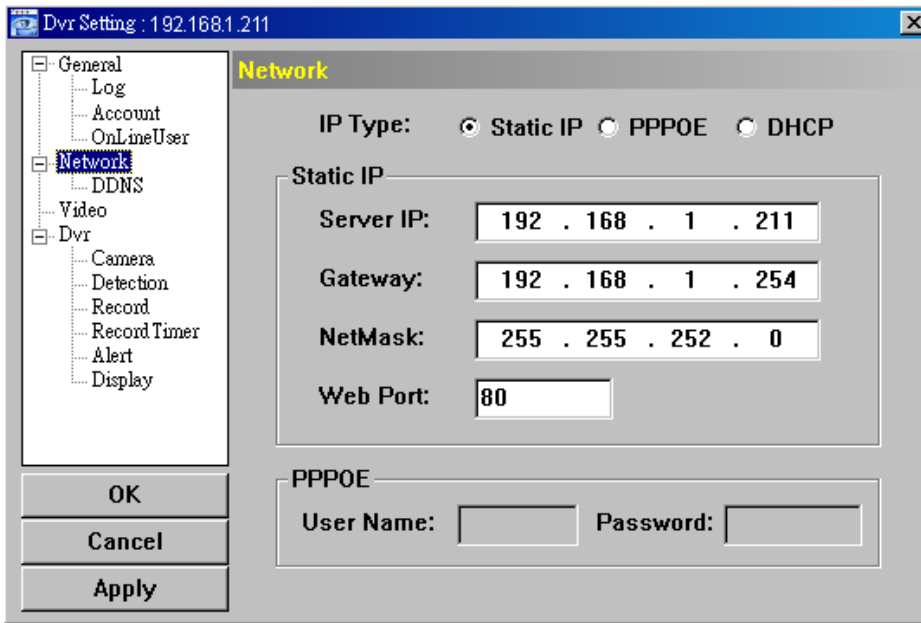 Dvr Setting : 192.168.1.211
General
Log
Account
OnLineUser
Network
DDNS
Video
Dvr
Camera
Detection
Record
Record Timer
Alert
Display
OK
Cancel
Apply
Network
IP Type: Static IP PPPOE DHCP
Static IP
Server IP: 192 . 168 . 1 . 211
Gateway: 192 . 168 . 1 . 254
NetMask: 255 . 255 . 252 . 0
Web Port: 80
PPPOE
User Name: Password: